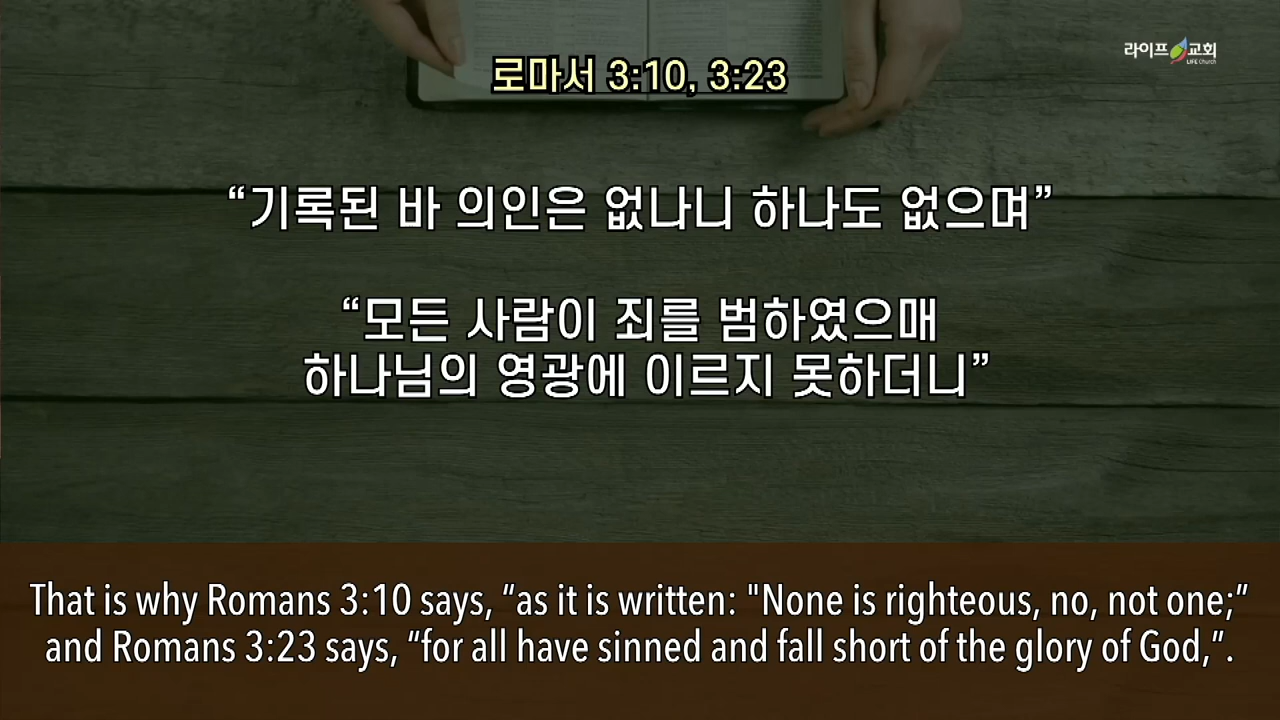 라이프 교회
LIFE Church
로마서 3:10, 3:23
“기록된 바 의인은 없나니 하나도 없으며”
“모든 사람이 죄를 범하였으매
하나님의 영광에 이르지 못하더니”
That is why Romans 3:10 says, “as it is written: "None is righteous, no, not one;”
and Romans 3:23 says, “for all have sinned and fall short of the glory of God,”.